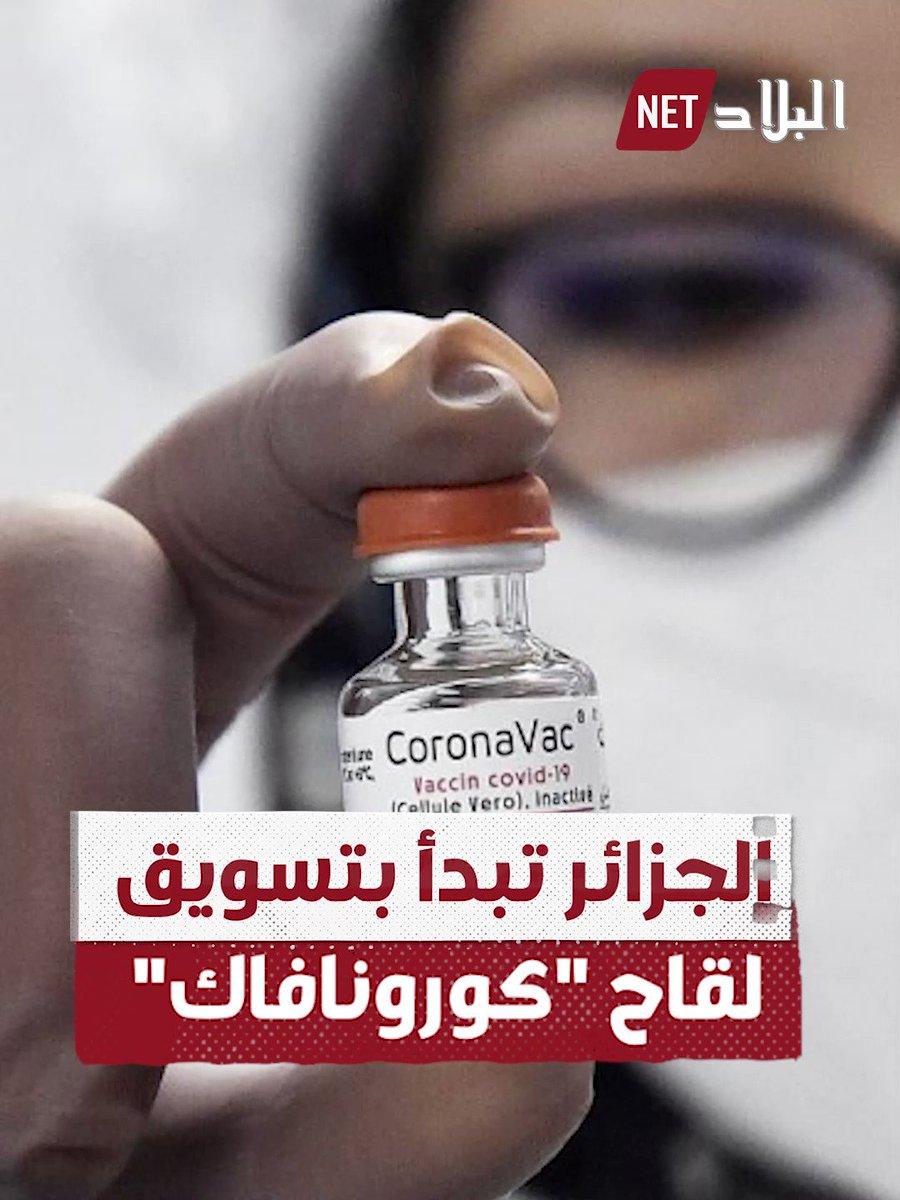 البلاد NET
CoronaVac
Vaccin covid-19
(Cellule Vero), Inactivé
الجزائر تبدأ بتسويق
لقاح "كورونافاك"